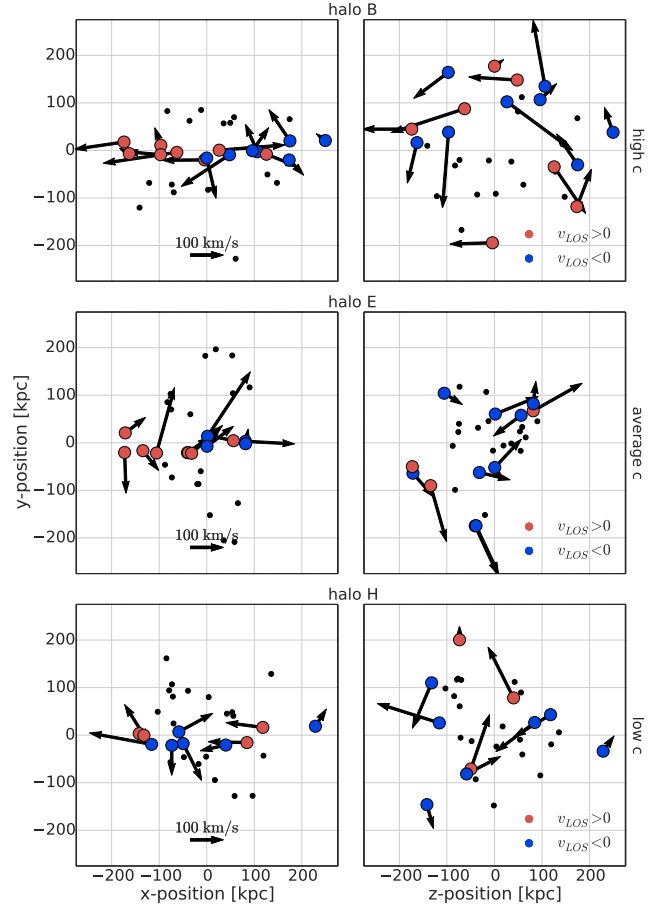 halo B
200
100
0
−100
−200
100 km/s
v_LOS>0
v_LOS<0
high c
halo E
200
100
0
−100
−200
y-position [kpc]
100 km/s
v_LOS>0
v_LOS<0
average c
halo H
200
100
0
−100
−200
100 km/s
v_LOS>0
v_LOS<0
low c
−200 −100 0 100 200
−200 −100 0 100 200
x-position [kpc]
z-position [kpc]